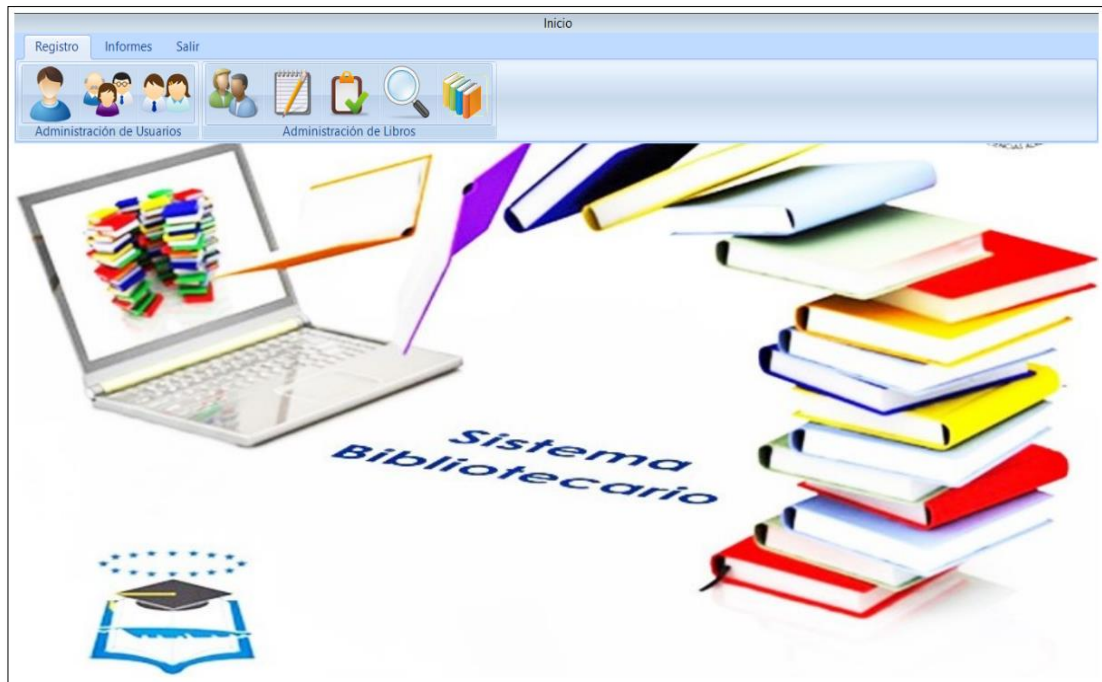 Inicio
Registro Informes Salir
Administración de Usuarios Administración de Libros
Sistema
Bibliotecario